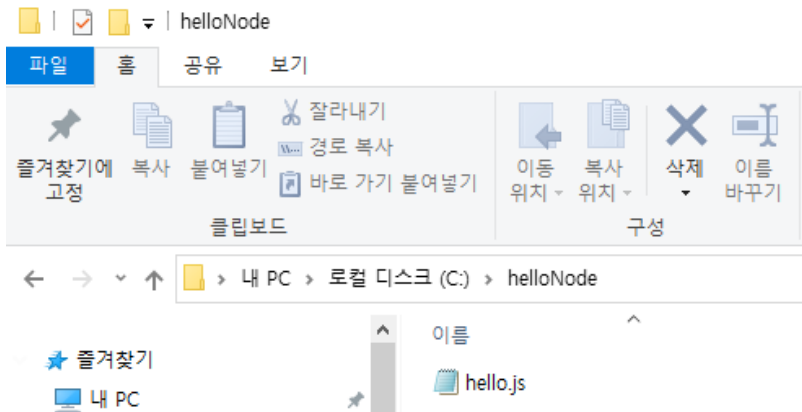 helloNode
파일 홈 공유 보기
즐겨찾기에
고정
복사
붙여넣기
잘라내기
경로 복사
바로 가기 붙여넣기
이동
위치
복사
위치
삭제
이름
바꾸기
클립보드
구성
내 PC > 로컬 디스크 (C:) > helloNode
이름
즐겨찾기
hello.js
내 PC